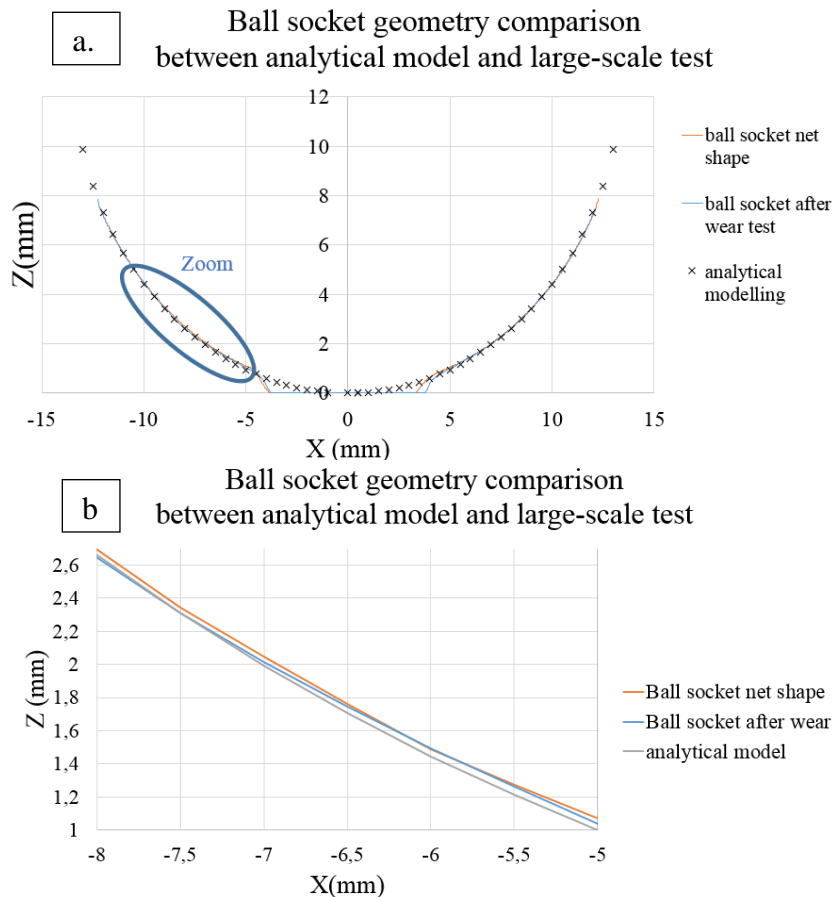 a.
Ball socket geometry comparison
between analytical model and large-scale test
12
10
8
6
4
2
0
-15
-10
-5
0
5
10
15
Z(mm)
X (mm)
Zoom
ball socket net
shape
ball socket after
wear test
analytical
modelling
b
Ball socket geometry comparison
between analytical model and large-scale test
2,6
2,4
2,2
2
1,8
1,6
1,4
1,2
1
-8
-7,5
-7
-6,5
-6
-5,5
-5
Z (mm)
X(mm)
Ball socket net shape
Ball socket after wear
analytical model